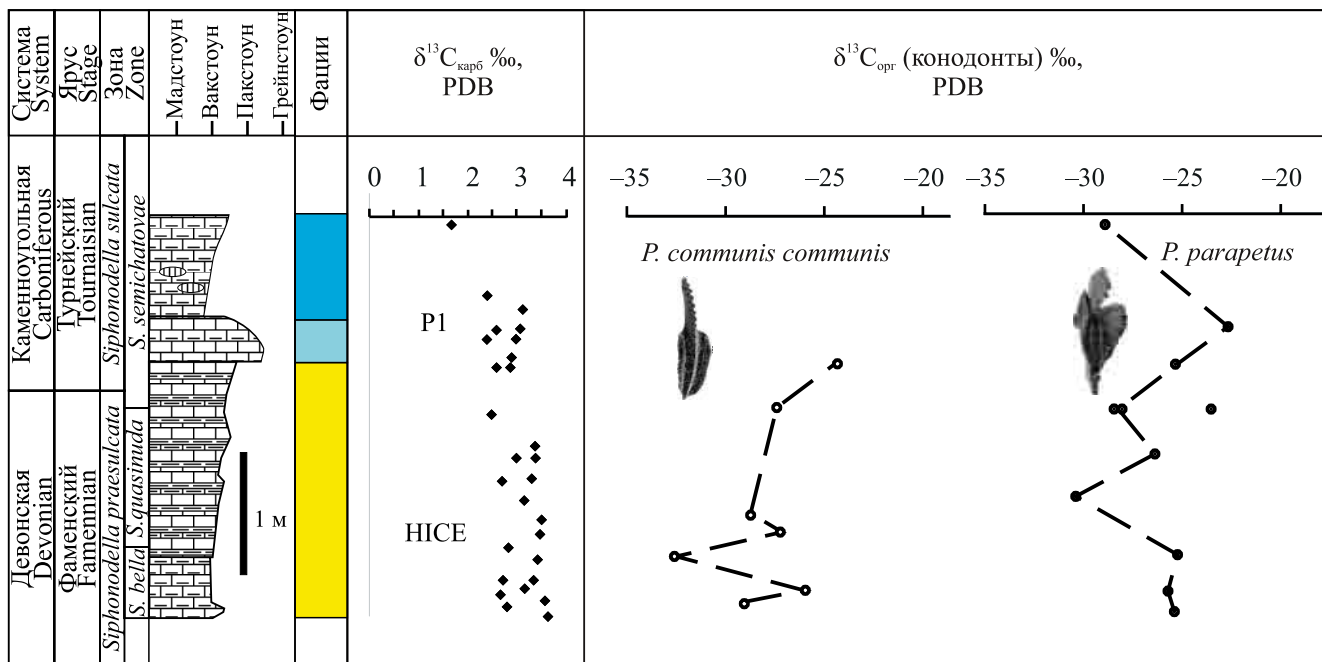 Система
System
Ярус
Stage
Зона
Zone
Мадстоун
Вакстоун
Пакстоун
Грейнстоун
Фации
δ¹³Cкарб ‰,
PDB
δ¹³Cорг (конодонты) ‰,
PDB
Каменноугольная
Carboniferous
Турнейский
Tournaisian
Siphonodella sulcata
S. semichatovae
Девонская
Devonian
Фаменский
Famennian
Siphonodella praesulcata
S. bella
S.quasinuda
1 м
0 1 2 3 4
P1
HICE
–35 –30 –25 –20
P. communis communis
–35 –30 –25 –20
P. parapetus